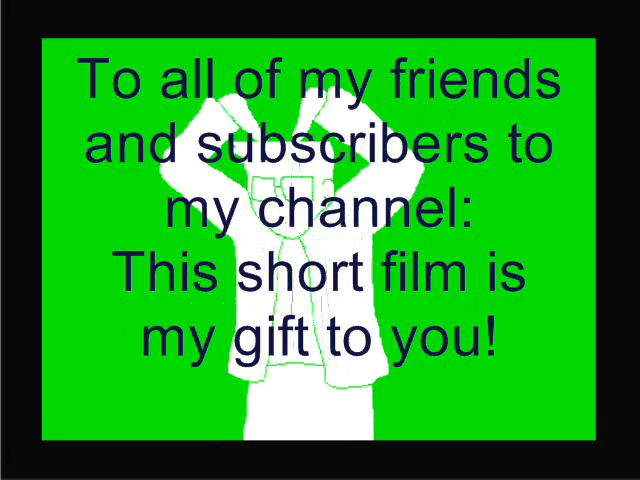 To all of my friends
and subscribers to
my channel:
This short film is
my gift to you!